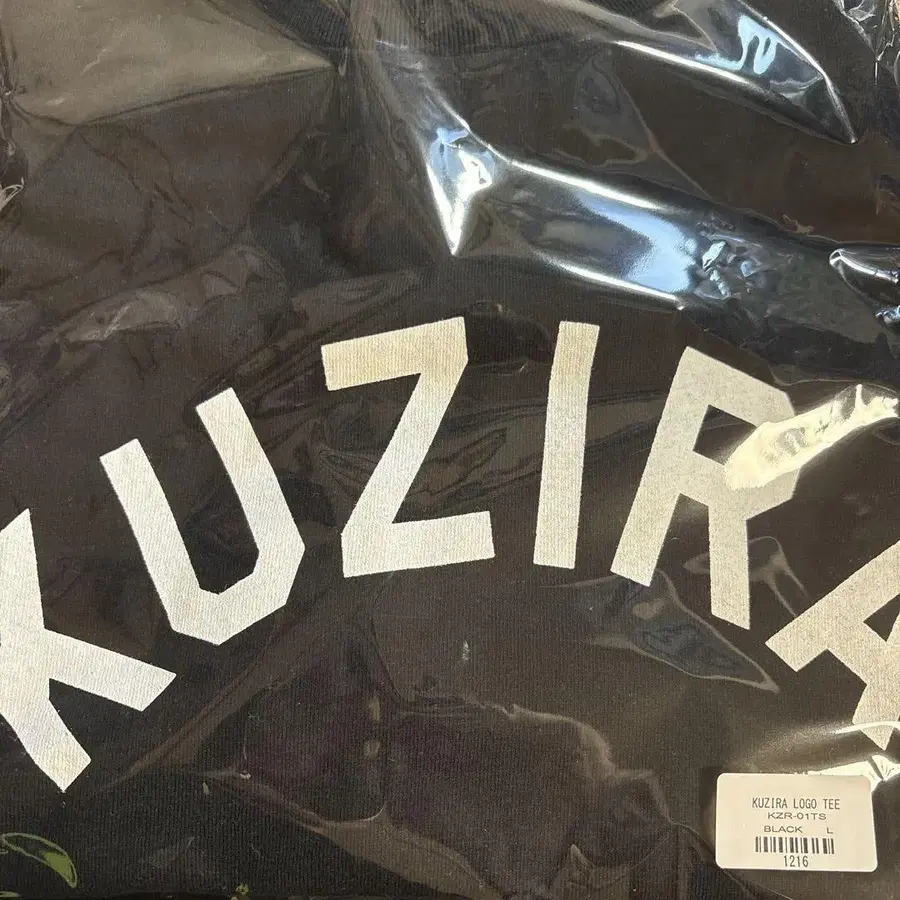 KUZIRA
KUZIRA LOGO TEE
KZR-01TS
BLACK L
1216